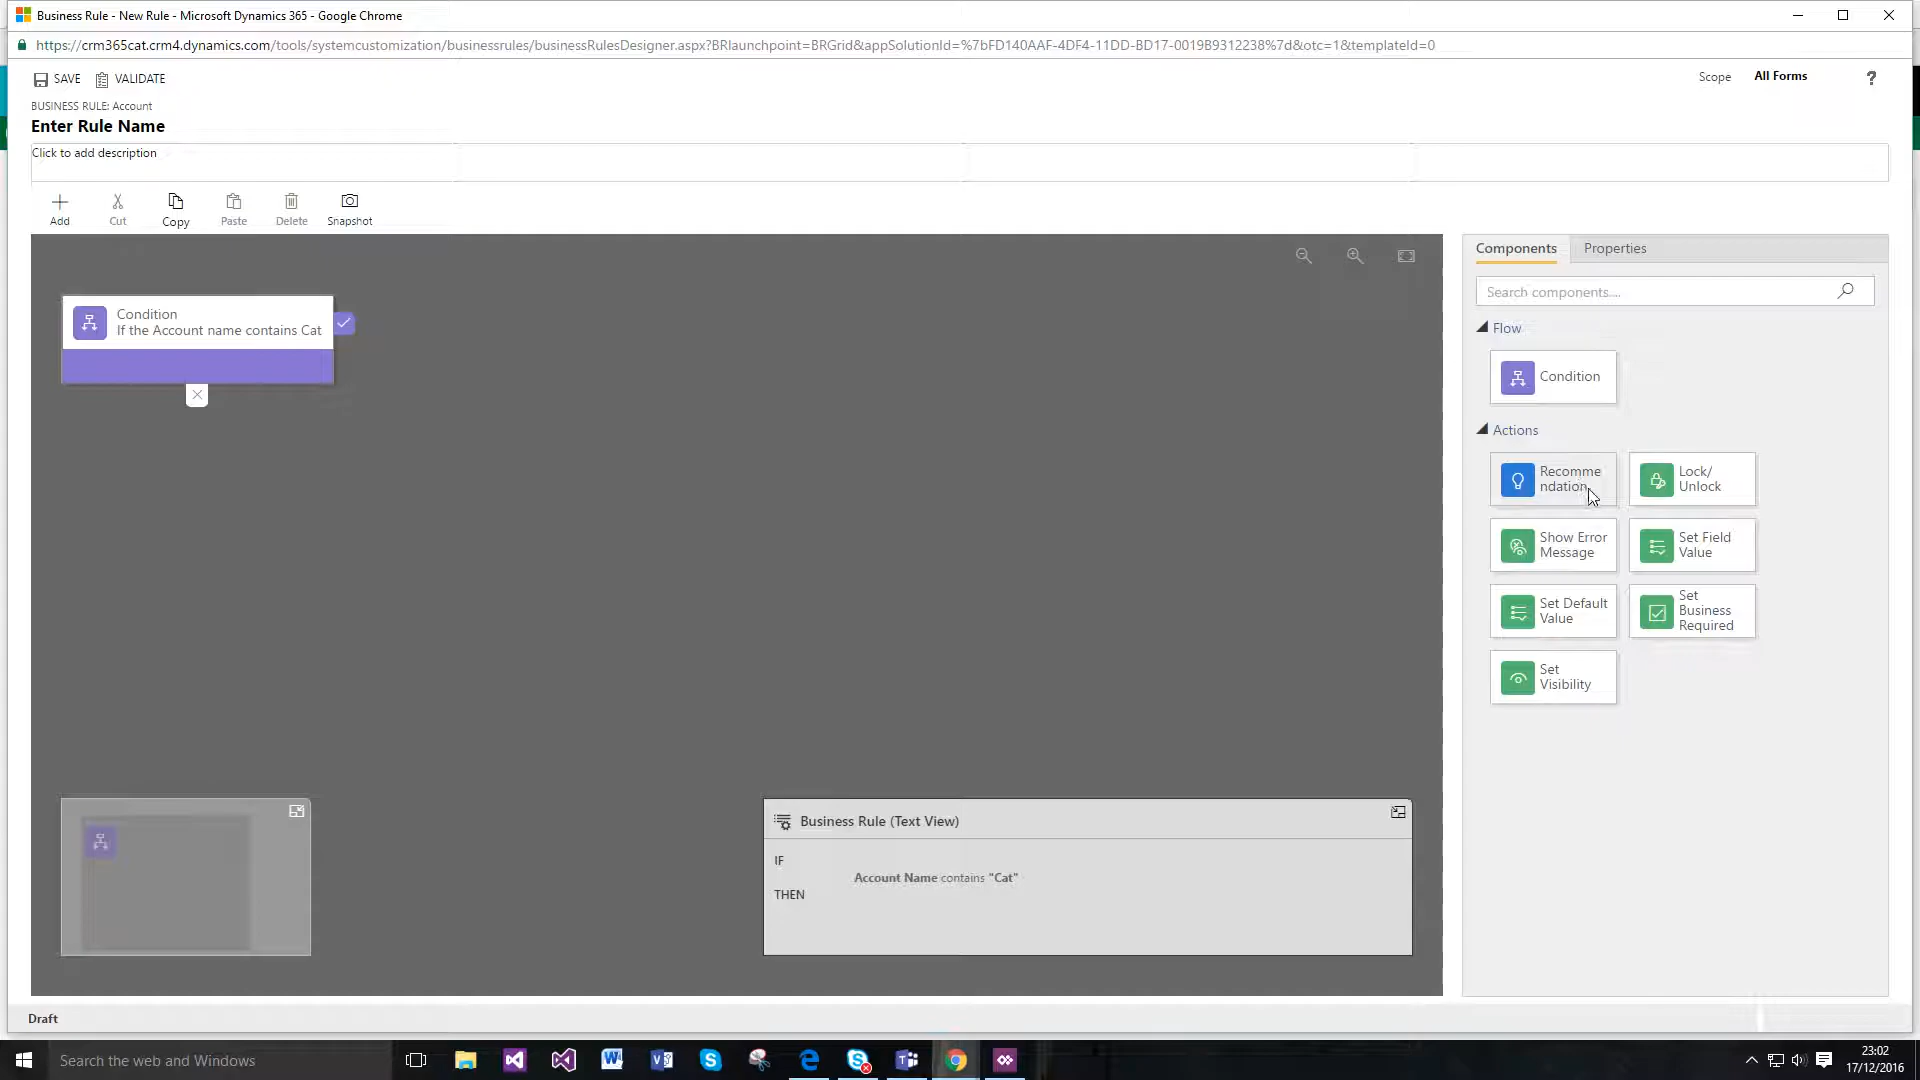 Business Rule - New Rule - Microsoft Dynamics 365 - Google Chrome
https://crm365cat.crm4.dynamics.com/tools/systemcustomization/businessrules/businessRulesDesigner.aspx?BRlaunchpoint=BRGrid&appSolutionId=%7bFD140AAF-4DF4-11DD-BD17-0019B9312238%7d&otc=1&templateId=0
SAVE VALIDATE
Scope All Forms ?
BUSINESS RULE: Account
Enter Rule Name
Click to add description
Add Cut Copy Paste Delete Snapshot
Components Properties
Search components....
Condition
If the Account name contains Cat
Flow
Condition
Actions
Recomme
ndation
Lock/
Unlock
Show Error
Message
Set Field
Value
Set Default
Value
Set
Business
Required
Set
Visibility
Business Rule (Text View)
IF
Account Name contains "Cat"
THEN
Draft
Search the web and Windows
23:02
17/12/2016